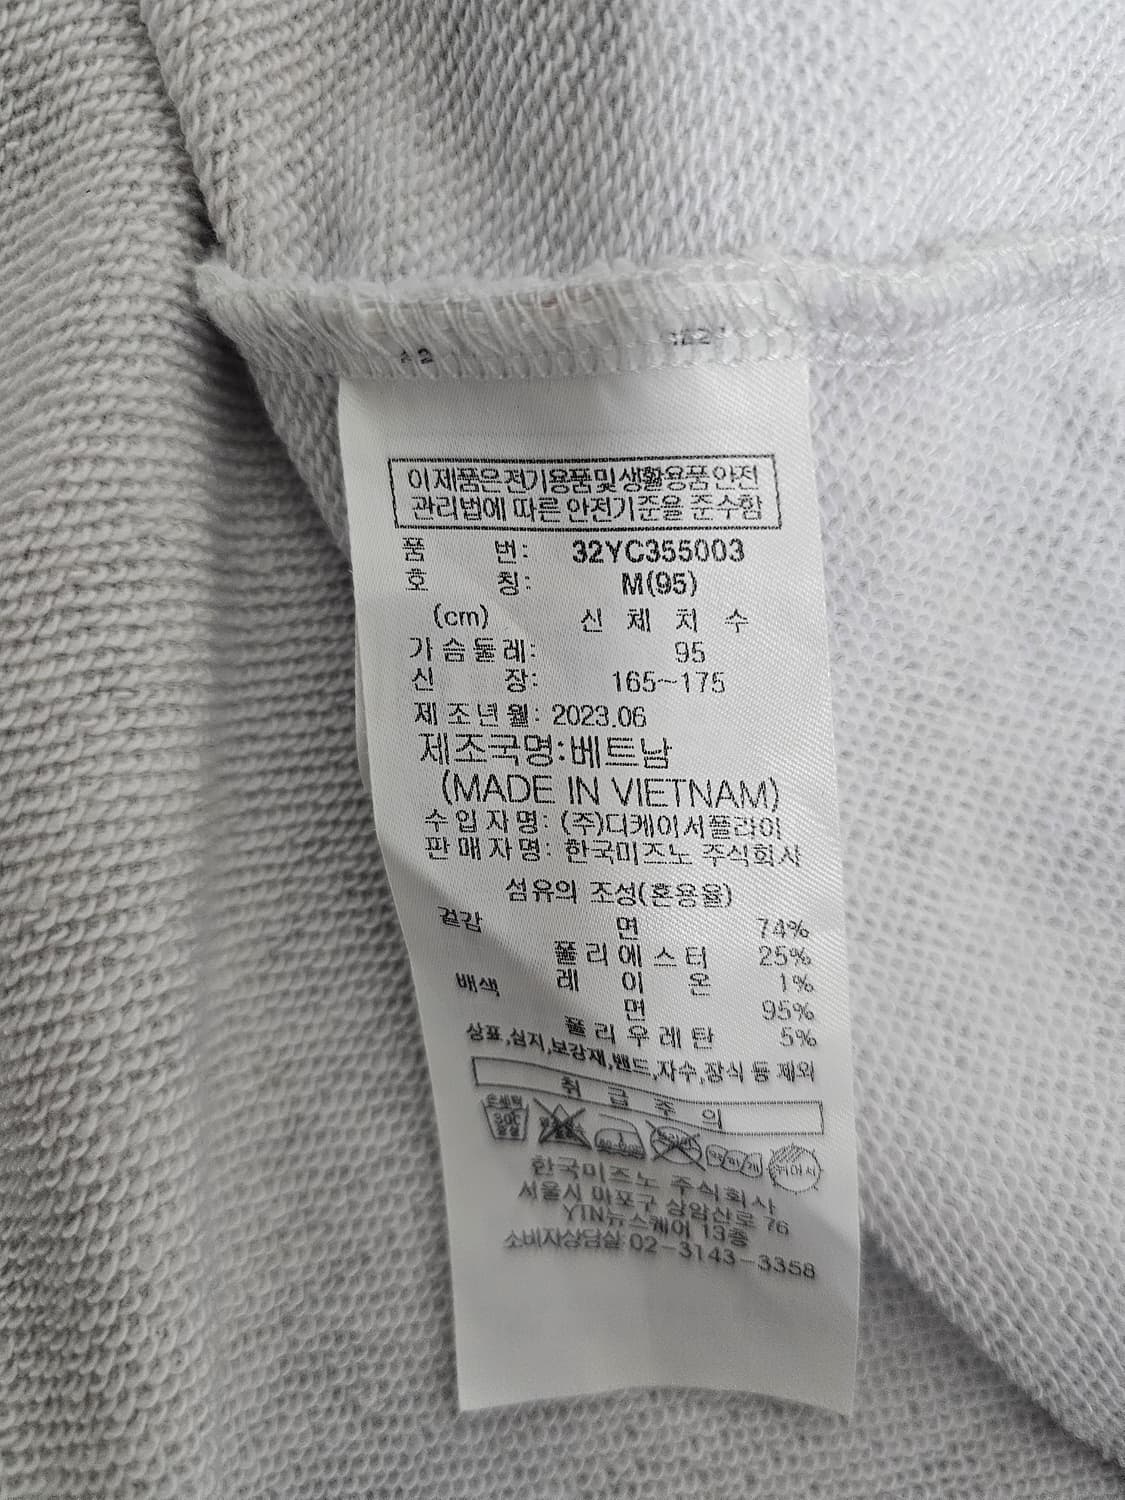 이 제품은 전기용품 및 생활용품 안전
관리법에 따른 안전기준을 준수함
품 번: 32YC355003
호 칭: M(95)
(cm) 신 체 치 수
가슴둘레: 95
신 장: 165~175
제 조 년 월: 2023.06
제조국명:베트남
(MADE IN VIETNAM)
수 입 자 명: (주)디케이서플라이
판 매 자 명: 한국미즈노 주식회사
섬유의 조성(혼용율)
겉감 면 74%
폴 리 에 스 터 25%
레 이 온 1%
배색 면 95%
폴 리 우 레 탄 5%
상표,심지,보강재,밴드,자수,장식 등 제외
취 급 주 의
손세탁 30℃ 중성
뉘어서
한국미즈노 주식회사
서울시 마포구 상암산로 76
YTN뉴스퀘어 13층
소비자상담실 02-3143-3358